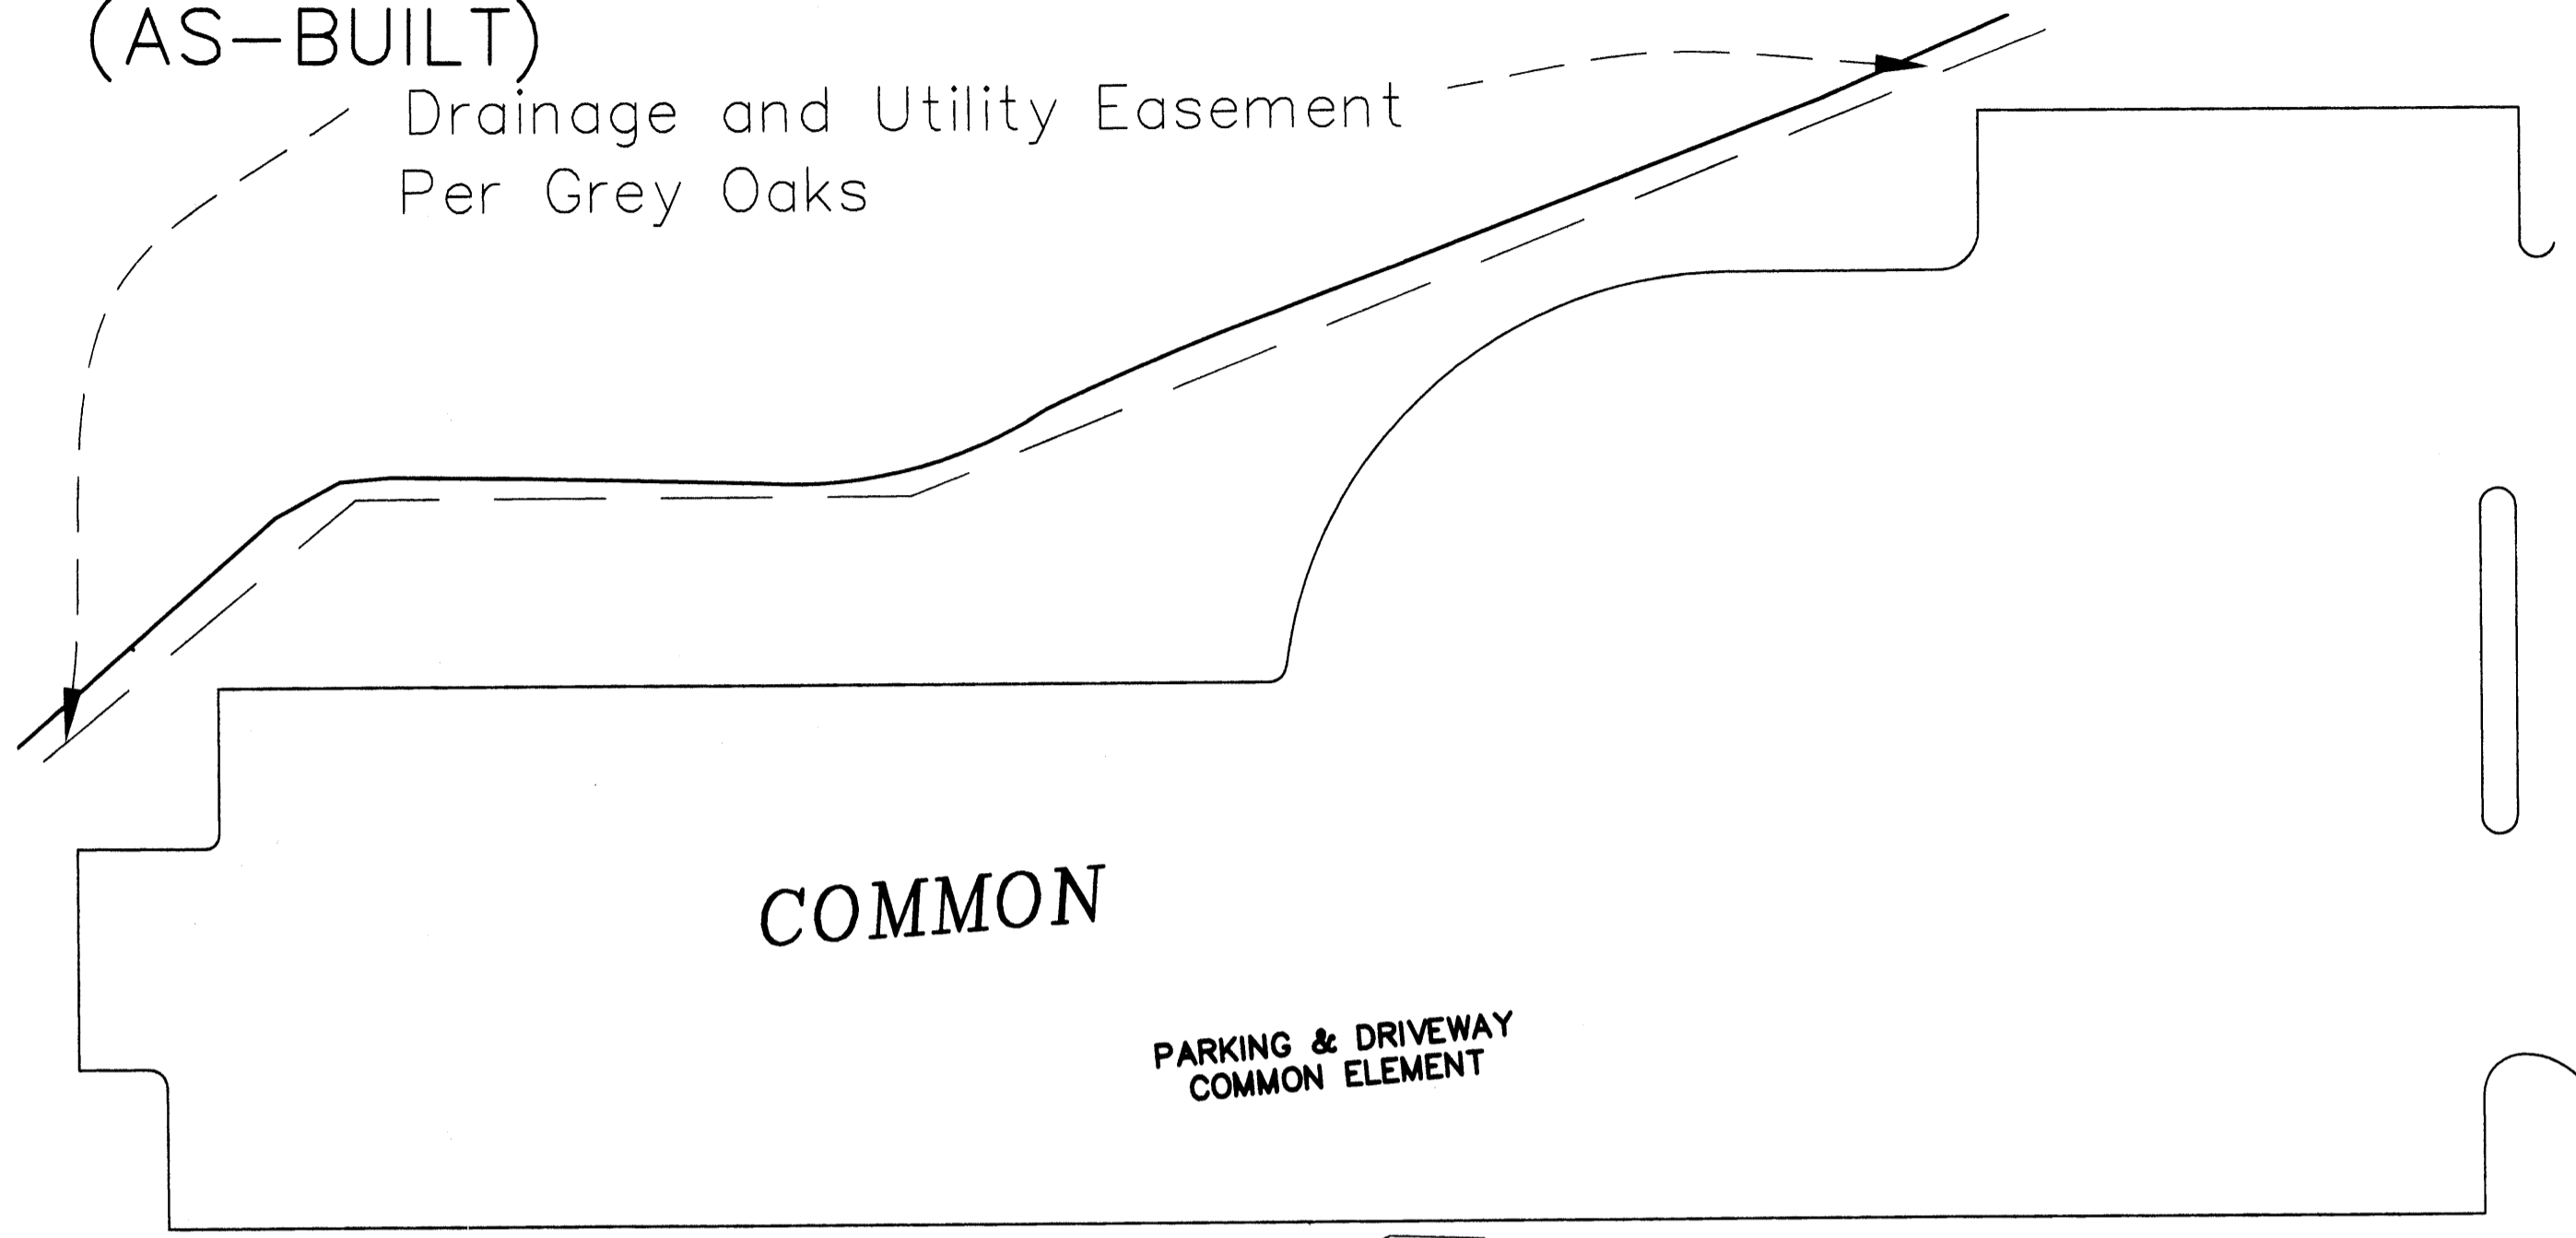 (AS-BUILT)
Drainage and Utility Easement
Per Grey Oaks
COMMON
PARKING & DRIVEWAY
COMMON ELEMENT